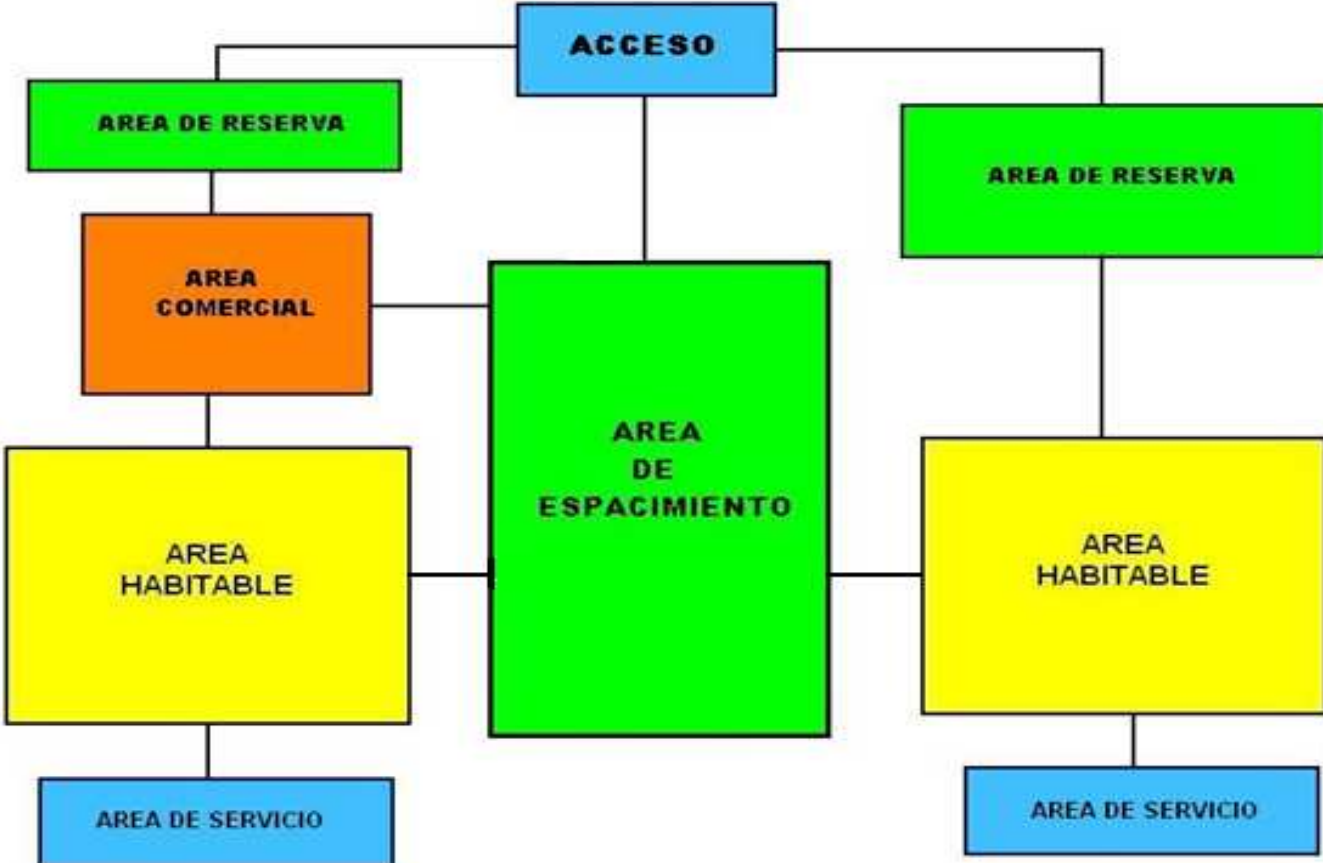 ACCESO
AREA DE RESERVA
AREA DE RESERVA
AREA
COMERCIAL
AREA
DE
ESPACIMIENTO
AREA
HABITABLE
AREA
HABITABLE
AREA DE SERVICIO
AREA DE SERVICIO